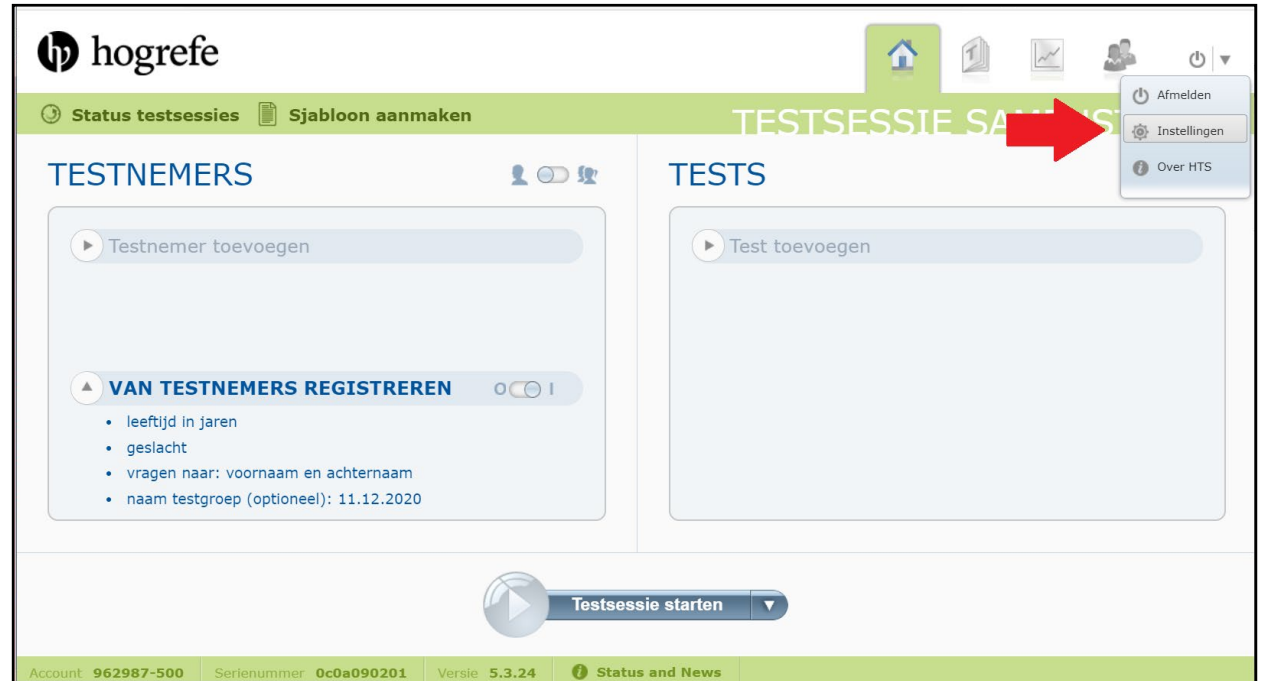 hogrefe
Afmelden
Instellingen
Over HTS
Status testsessies
Sjabloon aanmaken
TESTSESSIE
TESTNEMERS
TESTS
Testnemer toevoegen
Test toevoegen
VAN TESTNEMERS REGISTREREN O I
• leeftijd in jaren
• geslacht
• vragen naar: voornaam en achternaam
• naam testgroep (optioneel): 11.12.2020
Testsessie starten
Account 962987-500 Serienummer 0c0a090201 Versie 5.3.24 Status and News